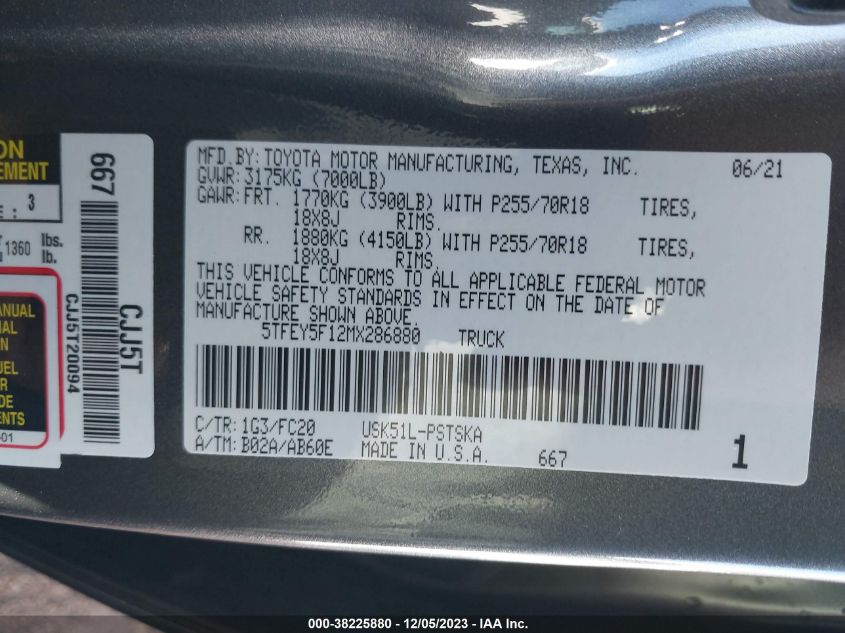 ON
EMENT
E : 3
1360 lbs.
lb.
ANUAL
IAL
N
UEL
R
DE
ENTS
-01
667
CJJ5T
CJJ5T20094
MFD.BY: TOYOTA MOTOR MANUFACTURING, TEXAS, INC. 06/21
GVWR: 3175KG (7000LB)
GAWR: FRT. 1770KG (3900LB) WITH P255/70R18 TIRES,
18X8J RIMS.
RR. 1880KG (4150LB) WITH P255/70R18 TIRES,
18X8J RIMS.
THIS VEHICLE CONFORMS TO ALL APPLICABLE FEDERAL MOTOR
VEHICLE SAFETY STANDARDS IN EFFECT ON THE DATE OF
MANUFACTURE SHOWN ABOVE.
5TFEY5F12MX286880 TRUCK
C/TR: 1G3/FC20 USK51L-PSTSKA
A/TM: B02A/AB60E MADE IN U.S.A. 667 1
000-38225880 - 12/05/2023 - IAA Inc.